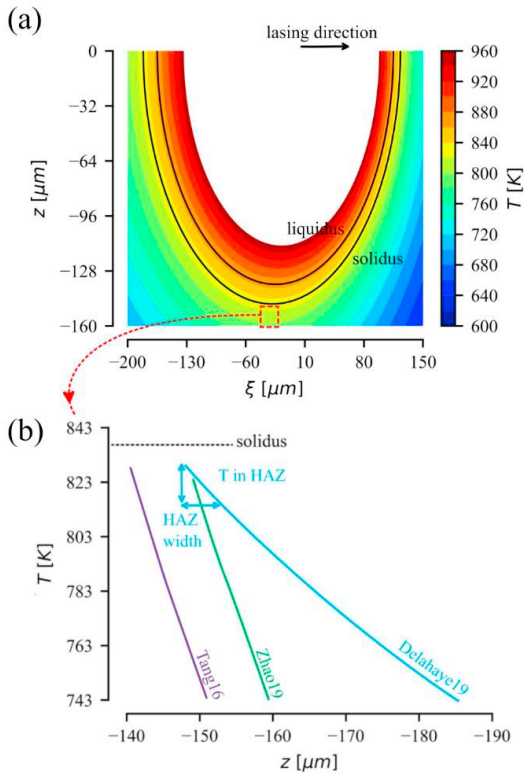 (a)
lasing direction
0
−32
−64
−96
−128
−160
z [μm]
liquidus
solidus
−200
−130
−60
10
80
150
ξ [μm]
960
920
880
840
800
760
720
680
640
600
T [K]
(b)
843
823
803
783
763
743
T [K]
solidus
T in HAZ
HAZ
width
Tang16
Zhao19
Delahaye19
−140
−150
−160
−170
−180
−190
z [μm]